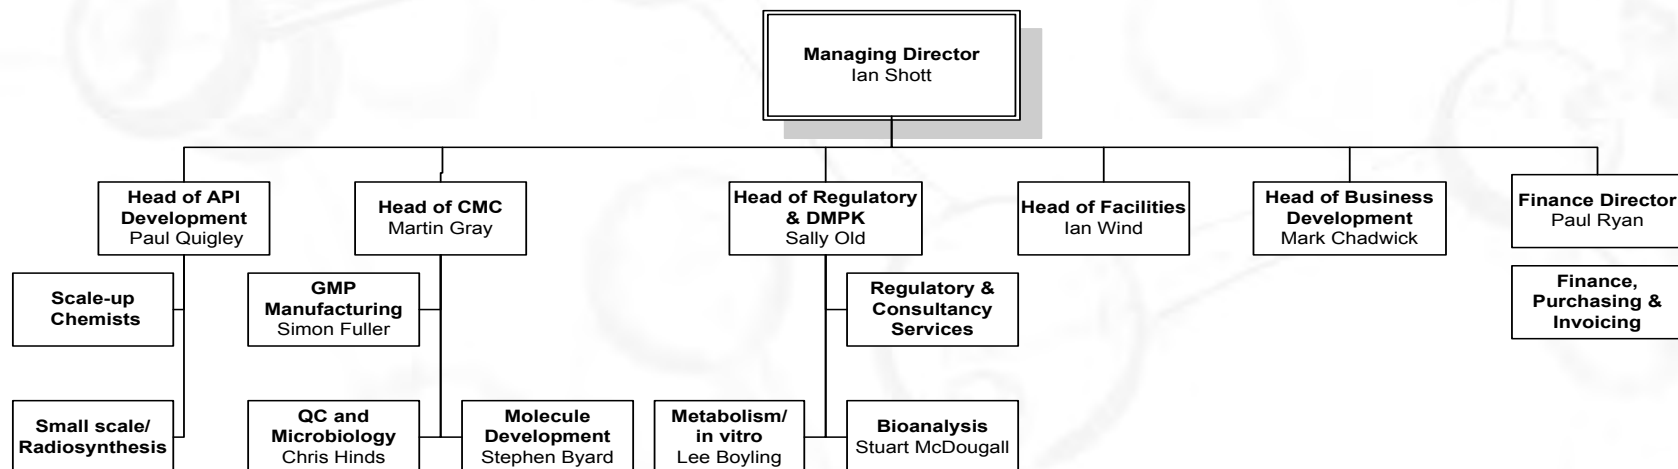 Managing Director
Ian Shott
Head of API
Development
Paul Quigley
Head of CMC
Martin Gray
Head of Regulatory
& DMPK
Sally Old
Head of Facilities
Ian Wind
Head of Business
Development
Mark Chadwick
Finance Director
Paul Ryan
Scale-up
Chemists
GMP
Manufacturing
Simon Fuller
Regulatory &
Consultancy
Services
Finance,
Purchasing &
Invoicing
Small scale/
Radiosynthesis
QC and
Microbiology
Chris Hinds
Molecule
Development
Stephen Byard
Metabolism/
in vitro
Lee Boyling
Bioanalysis
Stuart McDougall